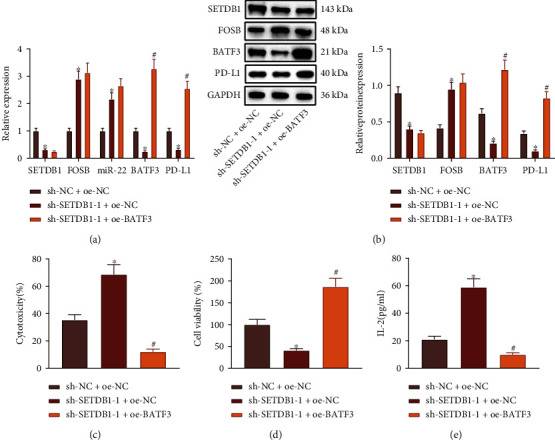 Relative expression
4
3
2
1
0
* * * * *
# #
SETDB1 FOSB miR-22 BATF3 PD-L1
sh-NC + oe-NC
sh-SETDB1-1 + oe-NC
sh-SETDB1-1 + oe-BATF3
(a)
SETDB1 143 kDa
FOSB 48 kDa
BATF3 21 kDa
PD-L1 40 kDa
GAPDH 36 kDa
sh-NC + oe-NC
sh-SETDB1-1 + oe-NC
sh-SETDB1-1 + oe-BATF3
Relativeproteinexpression
1.5
1.0
0.5
0.0
* * * *
# #
SETDB1 FOSB BATF3 PD-L1
sh-NC + oe-NC
sh-SETDB1-1 + oe-NC
sh-SETDB1-1 + oe-BATF3
(b)
Cytotoxicity(%)
80
60
40
20
0
*
#
sh-NC + oe-NC
sh-SETDB1-1 + oe-NC
sh-SETDB1-1 + oe-BATF3
(c)
Cell viability (%)
250
200
150
100
50
0
*
#
sh-NC + oe-NC
sh-SETDB1-1 + oe-NC
sh-SETDB1-1 + oe-BATF3
(d)
IL-2(pg/ml)
80
60
40
20
0
*
#
sh-NC + oe-NC
sh-SETDB1-1 + oe-NC
sh-SETDB1-1 + oe-BATF3
(e)